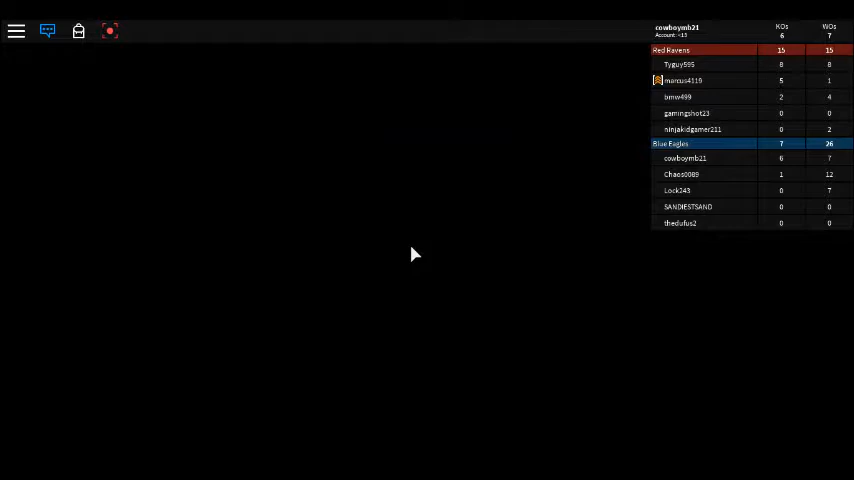 cowboymb21 KOs WOs
Account: <13 6 7
Red Ravens 15 15
Tyguy595 8 8
marcus4119 5 1
bmw499 2 4
gamingshot23 0 0
ninjakidgamer211 0 2
Blue Eagles 7 26
cowboymb21 6 7
Chaos0089 1 12
Lock243 0 7
SANDIESTSAND 0 0
thedufus2 0 0